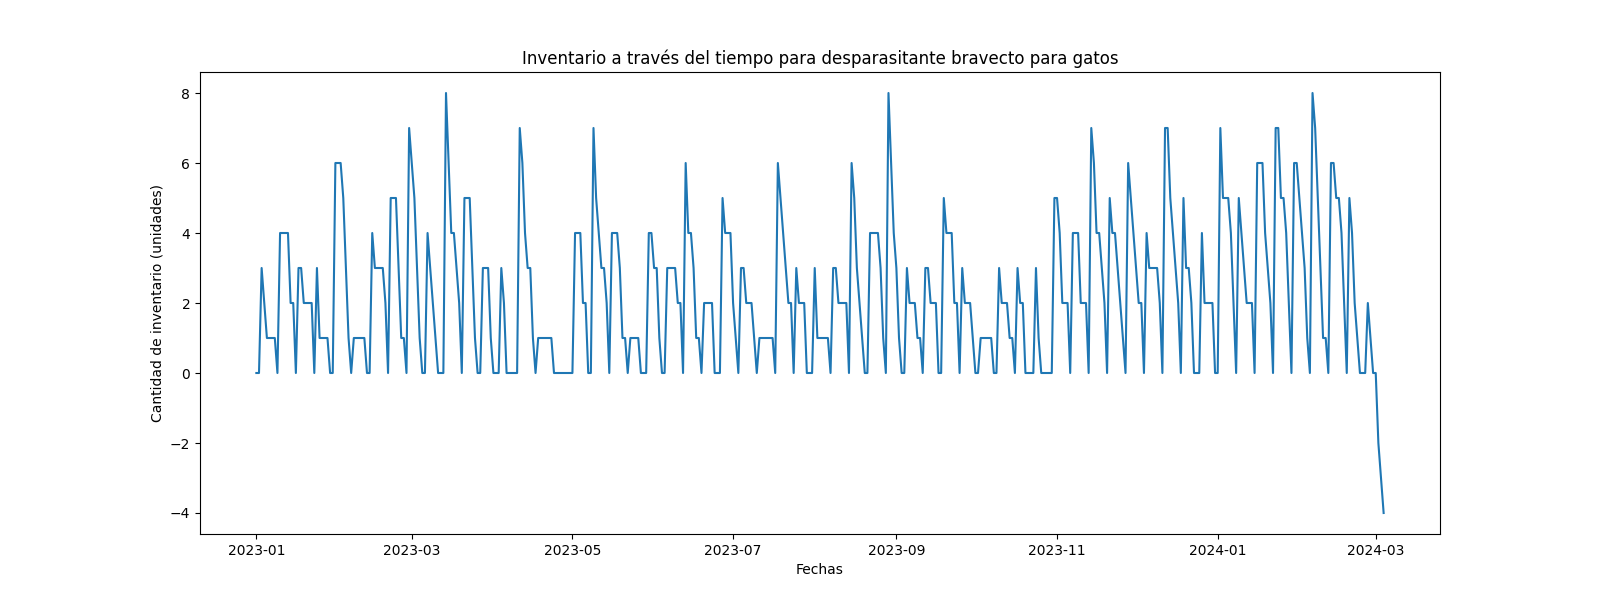 Inventario a través del tiempo para desparasitante bravecto para gatos
Cantidad de inventario (unidades)
8
6
4
2
0
−2
−4
2023-01 2023-03 2023-05 2023-07 2023-09 2023-11 2024-01 2024-03
Fechas